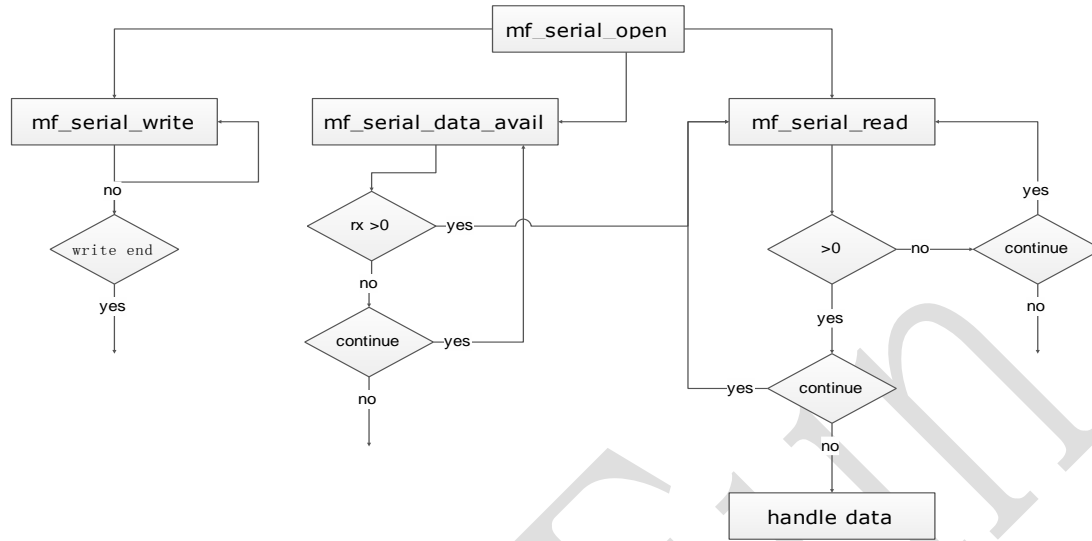 mf_serial_open
mf_serial_write
mf_serial_data_avail
mf_serial_read
no
yes
rx >0
yes
write end
>0
no
continue
no
yes
no
yes
continue
yes
yes
continue
no
no
handle data